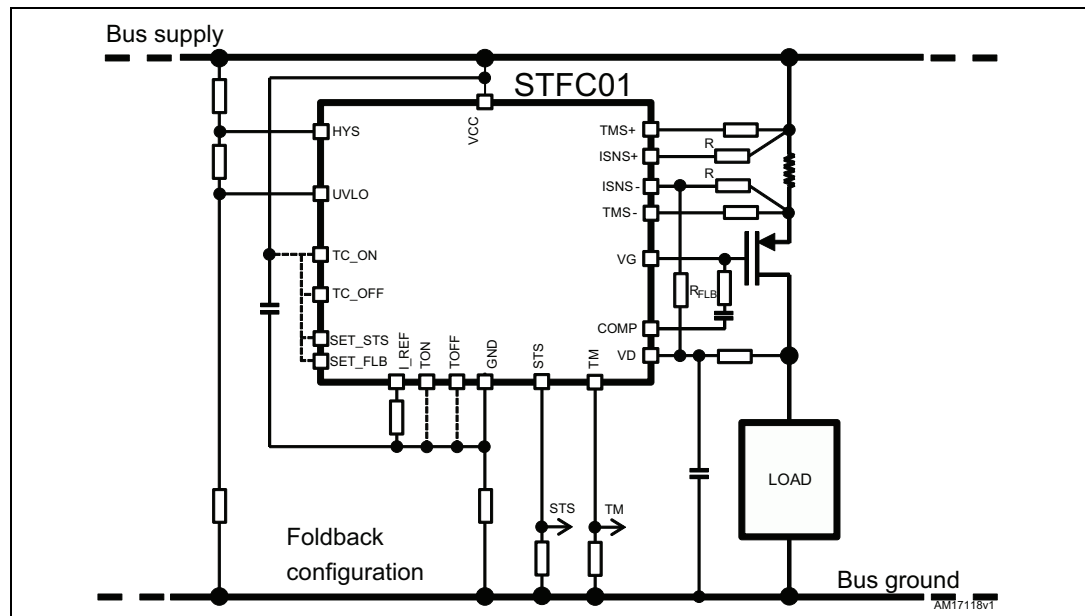 Bus supply
STFC01
VCC
HYS
UVLO
TC_ON
TC_OFF
SET_STS
SET_FLB
I_REF
TON
TOFF
GND
STS
TM
TMS+
ISNS+
ISNS-
TMS-
VG
COMP
VD
R
R
RFLB
LOAD
STS
TM
Foldback
configuration
Bus ground
AM17118v1